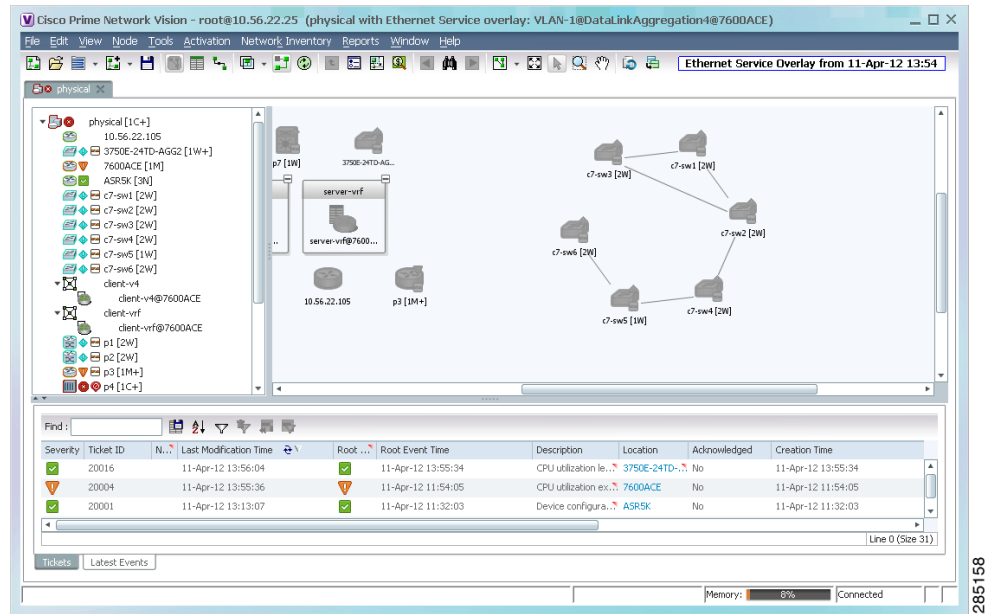 Cisco Prime Network Vision - root@10.56.22.25 (physical with Ethernet Service overlay: VLAN-1@DataLinkAggregation4@7600ACE)
File Edit View Node Tools Activation Network Inventory Reports Window Help
Ethernet Service Overlay from 11-Apr-12 13:54
physical
physical [1C+]
10.56.22.105
3750E-24TD-AGG2 [1W+]
7600ACE [1M]
ASR5K [3N]
c7-sw1 [2W]
c7-sw2 [2W]
c7-sw3 [2W]
c7-sw4 [2W]
c7-sw5 [1W]
c7-sw6 [2W]
client-v4
client-v4@7600ACE
client-vrf
client-vrf@7600ACE
p1 [2W]
p2 [2W]
p3 [1M+]
p4 [1C+]
p7 [1W]
3750E-24TD-AG...
server-vrf
server-vrf@7600...
..
10.56.22.105
p3 [1M+]
c7-sw3 [2W]
c7-sw1 [2W]
c7-sw2 [2W]
c7-sw6 [2W]
c7-sw5 [1W]
c7-sw4 [2W]
Find :
Severity Ticket ID N... Last Modification Time Root ... Root Event Time Description Location Acknowledged Creation Time
20016 11-Apr-12 13:56:04 11-Apr-12 13:55:34 CPU utilization le... 3750E-24TD-... No 11-Apr-12 13:55:34
20004 11-Apr-12 13:55:36 11-Apr-12 11:54:05 CPU utilization ex... 7600ACE No 11-Apr-12 11:54:05
20001 11-Apr-12 13:13:07 11-Apr-12 11:32:03 Device configura... ASR5K No 11-Apr-12 11:32:03
Line 0 (Size 31)
Tickets Latest Events
Memory: 8% Connected
285158